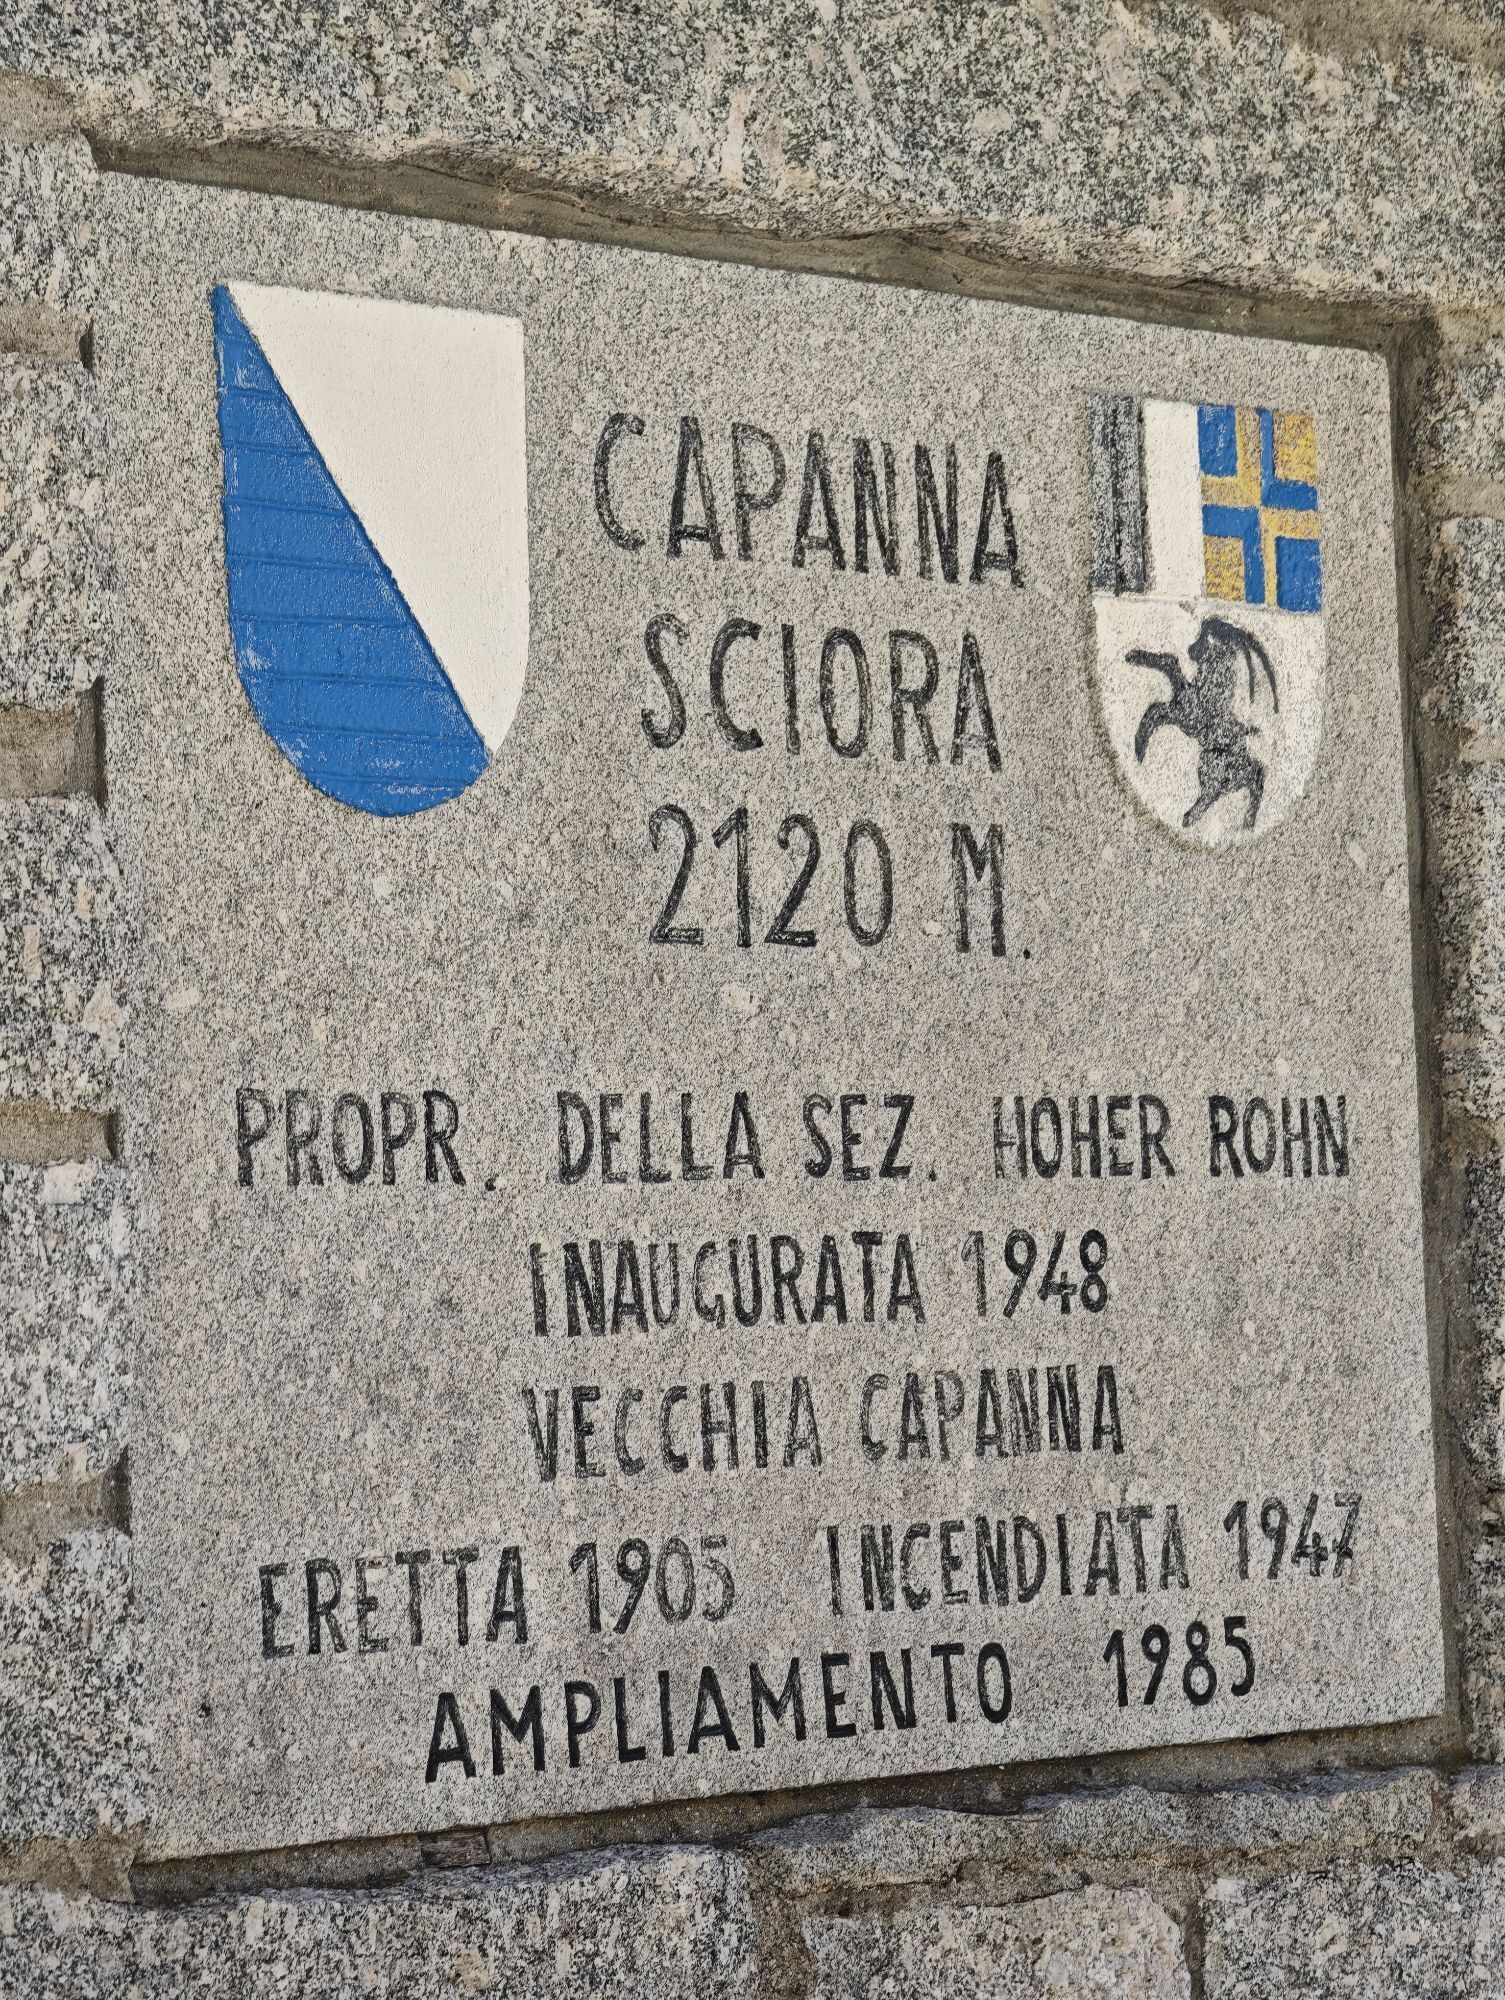 CAPANNA
SCIORA
2120 M.
PROPR. DELLA SEZ. HOHER ROHN
INAUGURATA 1948
VECCHIA CAPANNA
ERETTA 1905 INCENDIATA 1947
AMPLIAMENTO 1985